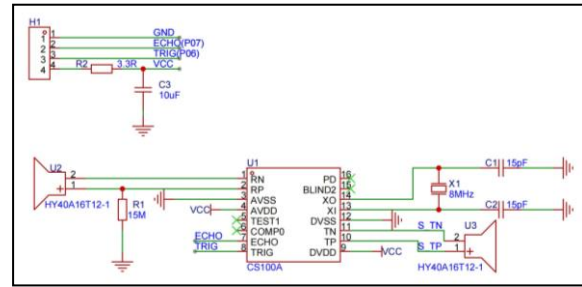 H1
1 GND
2 ECHO(P07)
3 TRIG(P06)
4 R2 3.3R VCC
C3
10uF
U2
2
1
HY40A16T12-1
R1
15M
VCC
ECHO
TRIG
U1
1 RN PD 16
2 RP BLIND2 15
3 AVSS XO 14
4 AVDD XI 13
5 TEST1 DVSS 12
6 COMP0 TN 11
7 ECHO TP 10
8 TRIG DVDD 9
CS100A
C1 15pF
X1
8MHz
C2 15pF
S_TN
S_TP
VCC
U3
2
1
HY40A16T12-1